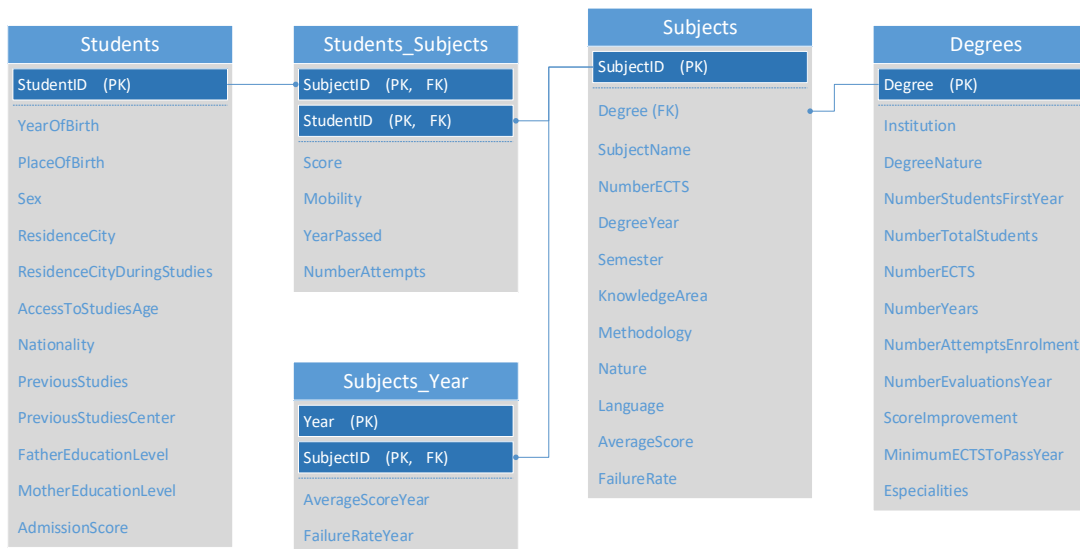 Students
StudentID (PK)
YearOfBirth
PlaceOfBirth
Sex
ResidenceCity
ResidenceCityDuringStudies
AccessToStudiesAge
Nationality
PreviousStudies
PreviousStudiesCenter
FatherEducationLevel
MotherEducationLevel
AdmissionScore
Students_Subjects
SubjectID (PK, FK)
StudentID (PK, FK)
Score
Mobility
YearPassed
NumberAttempts
Subjects_Year
Year (PK)
SubjectID (PK, FK)
AverageScoreYear
FailureRateYear
Subjects
SubjectID (PK)
Degree (FK)
SubjectName
NumberECTS
DegreeYear
Semester
KnowledgeArea
Methodology
Nature
Language
AverageScore
FailureRate
Degrees
Degree (PK)
Institution
DegreeNature
NumberStudentsFirstYear
NumberTotalStudents
NumberECTS
NumberYears
NumberAttemptsEnrolment
NumberEvaluationsYear
ScoreImprovement
MinimumECTSToPassYear
Especialities